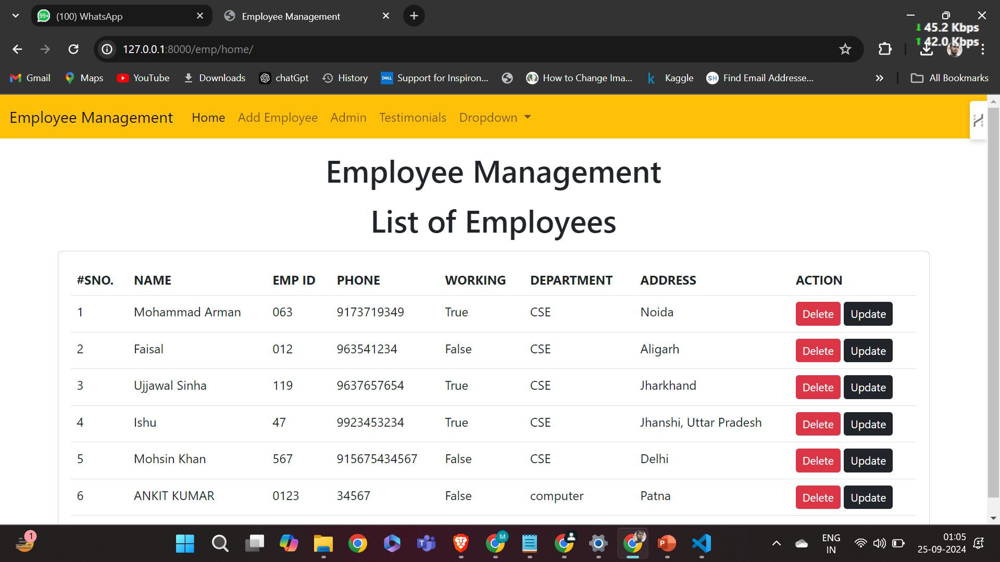 99+ (100) WhatsApp Employee Management
45.2 Kbps
127.0.0.1:8000/emp/home/ 42.0 Kbps
Gmail Maps YouTube Downloads chatGpt History DELL Support for Inspiron... How to Change Ima... k Kaggle SH Find Email Addresse... » All Bookmarks
Employee Management Home Add Employee Admin Testimonials Dropdown
Employee Management
List of Employees
#SNO. NAME EMP ID PHONE WORKING DEPARTMENT ADDRESS ACTION
1 Mohammad Arman 063 9173719349 True CSE Noida Delete Update
2 Faisal 012 963541234 False CSE Aligarh Delete Update
3 Ujjawal Sinha 119 9637657654 True CSE Jharkhand Delete Update
4 Ishu 47 9923453234 True CSE Jhanshi, Uttar Pradesh Delete Update
5 Mohsin Khan 567 915675434567 False CSE Delhi Delete Update
6 ANKIT KUMAR 0123 34567 False computer Patna Delete Update
1 M ENG 01:05
IN 25-09-2024